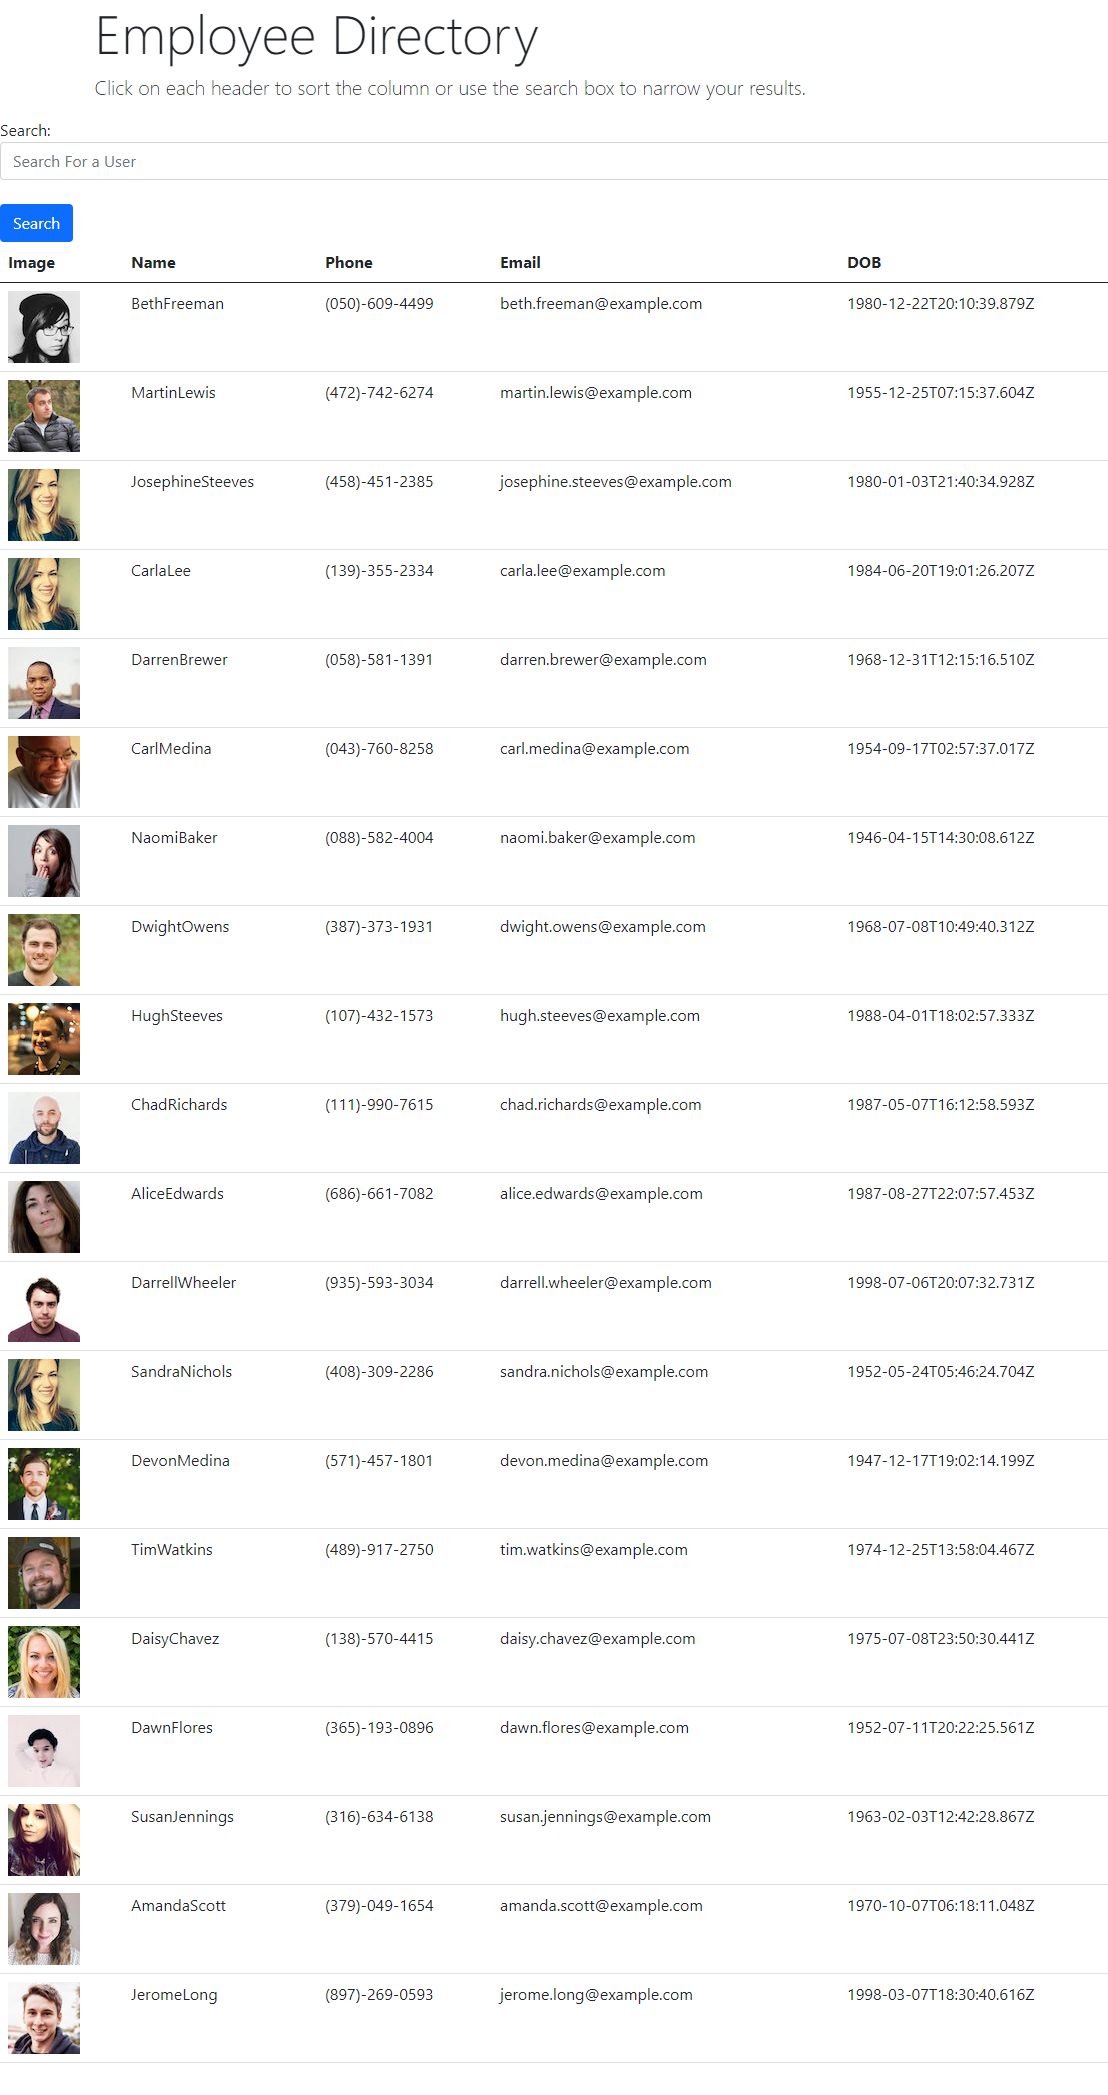 Employee Directory
Click on each header to sort the column or use the search box to narrow your results.
Search:
Search For a User
Search
Image Name Phone Email DOB
BethFreeman (050)-609-4499 beth.freeman@example.com 1980-12-22T20:10:39.879Z
MartinLewis (472)-742-6274 martin.lewis@example.com 1955-12-25T07:15:37.604Z
JosephineSteeves (458)-451-2385 josephine.steeves@example.com 1980-01-03T21:40:34.928Z
CarlaLee (139)-355-2334 carla.lee@example.com 1984-06-20T19:01:26.207Z
DarrenBrewer (058)-581-1391 darren.brewer@example.com 1968-12-31T12:15:16.510Z
CarlMedina (043)-760-8258 carl.medina@example.com 1954-09-17T02:57:37.017Z
NaomiBaker (088)-582-4004 naomi.baker@example.com 1946-04-15T14:30:08.612Z
DwightOwens (387)-373-1931 dwight.owens@example.com 1968-07-08T10:49:40.312Z
HughSteeves (107)-432-1573 hugh.steeves@example.com 1988-04-01T18:02:57.333Z
ChadRichards (111)-990-7615 chad.richards@example.com 1987-05-07T16:12:58.593Z
AliceEdwards (686)-661-7082 alice.edwards@example.com 1987-08-27T22:07:57.453Z
DarrellWheeler (935)-593-3034 darrell.wheeler@example.com 1998-07-06T20:07:32.731Z
SandraNichols (408)-309-2286 sandra.nichols@example.com 1952-05-24T05:46:24.704Z
DevonMedina (571)-457-1801 devon.medina@example.com 1947-12-17T19:02:14.199Z
TimWatkins (489)-917-2750 tim.watkins@example.com 1974-12-25T13:58:04.467Z
DaisyChavez (138)-570-4415 daisy.chavez@example.com 1975-07-08T23:50:30.441Z
DawnFlores (365)-193-0896 dawn.flores@example.com 1952-07-11T20:22:25.561Z
SusanJennings (316)-634-6138 susan.jennings@example.com 1963-02-03T12:42:28.867Z
AmandaScott (379)-049-1654 amanda.scott@example.com 1970-10-07T06:18:11.048Z
JeromeLong (897)-269-0593 jerome.long@example.com 1998-03-07T18:30:40.616Z